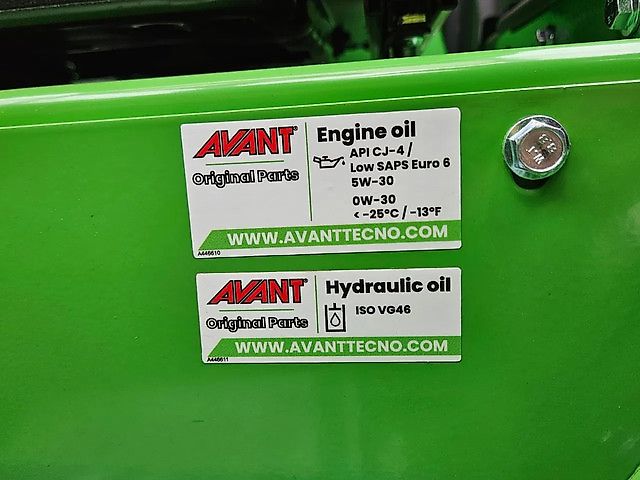 AVANT
Original Parts
Engine oil
API CJ-4 /
Low SAPS Euro 6
5W-30
0W-30
< -25°C / -13°F
WWW.AVANTTECNO.COM
A446610
AVANT
Original Parts
Hydraulic oil
ISO VG46
WWW.AVANTTECNO.COM
A446611